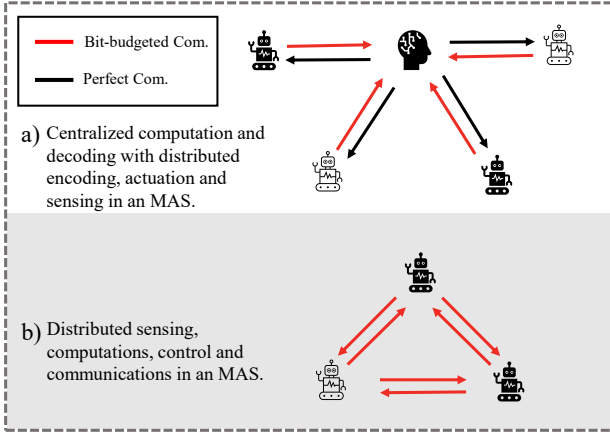 Bit-budgeted Com.
Perfect Com.
a) Centralized computation and
decoding with distributed
encoding, actuation and
sensing in an MAS.
b) Distributed sensing,
computations, control and
communications in an MAS.